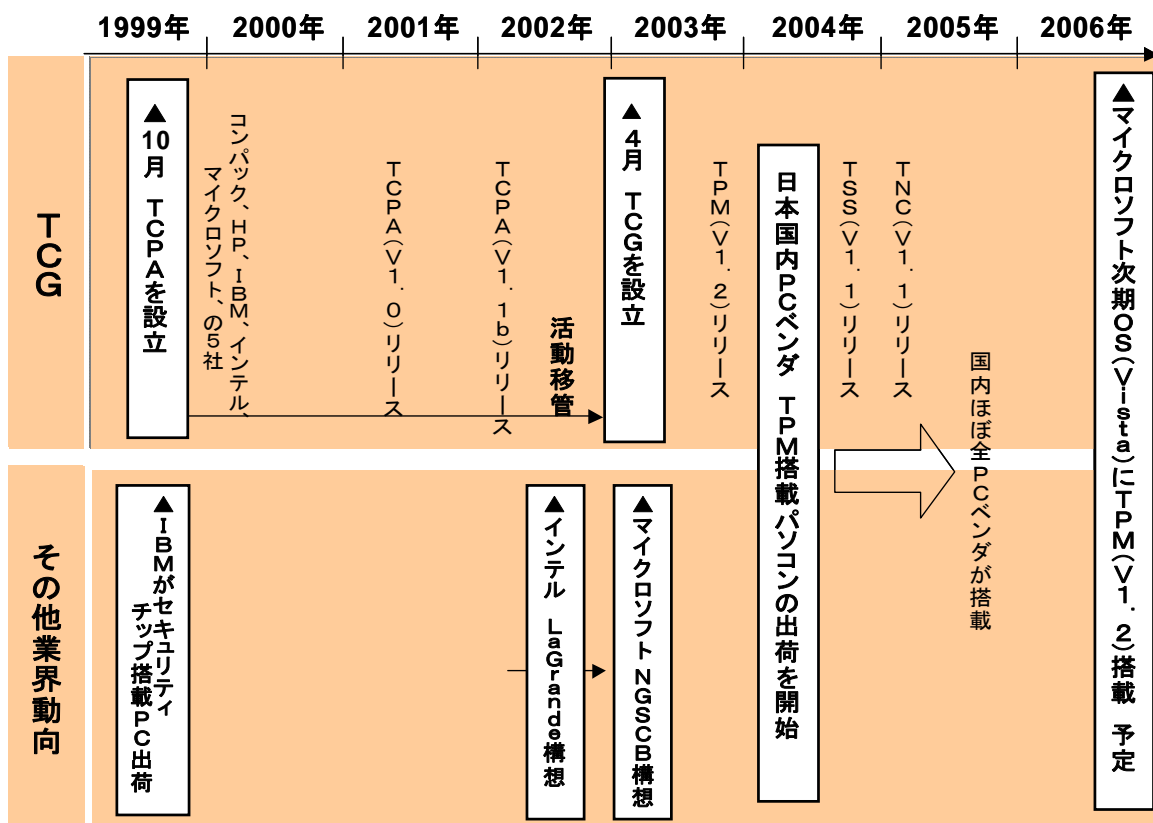 1999年
2000年
2001年
2002年
2003年
2004年
2005年
2006年
TCG
▲10月 TCPAを設立
コンパック、HP、IBM、インテル、
マイクロソフト、の5社
TCPA(V1.0)リリース
TCPA(V1.1b)リリース
活動移管
▲4月 TCGを設立
TPM(V1.2)リリース
日本国内PCベンダ TPM搭載パソコンの出荷を開始
TSS(V1.1)リリース
TNC(V1.1)リリース
国内ほぼ全PCベンダが搭載
▲マイクロソフト次期OS(Vista)にTPM(V1.2)搭載 予定
その他業界動向
▲IBMがセキュリティ
チップ搭載PC出荷
▲インテル LaGrande構想
▲マイクロソフト NGSCB構想